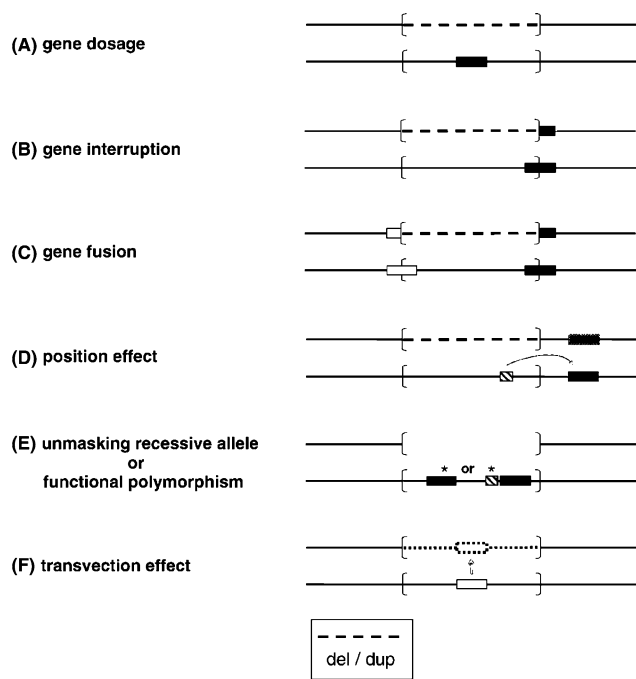 (A) gene dosage
(B) gene interruption
(C) gene fusion
(D) position effect
(E) unmasking recessive allele
or
functional polymorphism
* or *
(F) transvection effect
del / dup